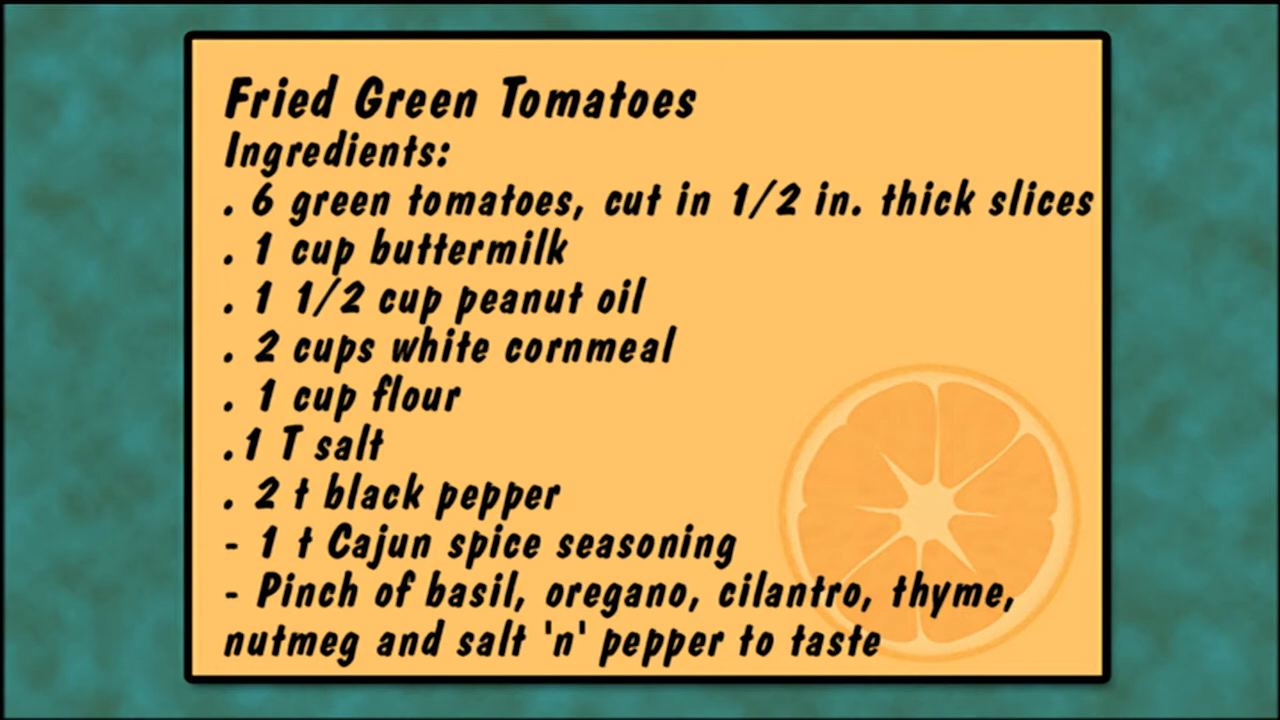 Fried Green Tomatoes
Ingredients:
. 6 green tomatoes, cut in 1/2 in. thick slices
. 1 cup buttermilk
. 1 1/2 cup peanut oil
. 2 cups white cornmeal
. 1 cup flour
. 1 T salt
. 2 t black pepper
- 1 t Cajun spice seasoning
- Pinch of basil, oregano, cilantro, thyme,
nutmeg and salt 'n' pepper to taste